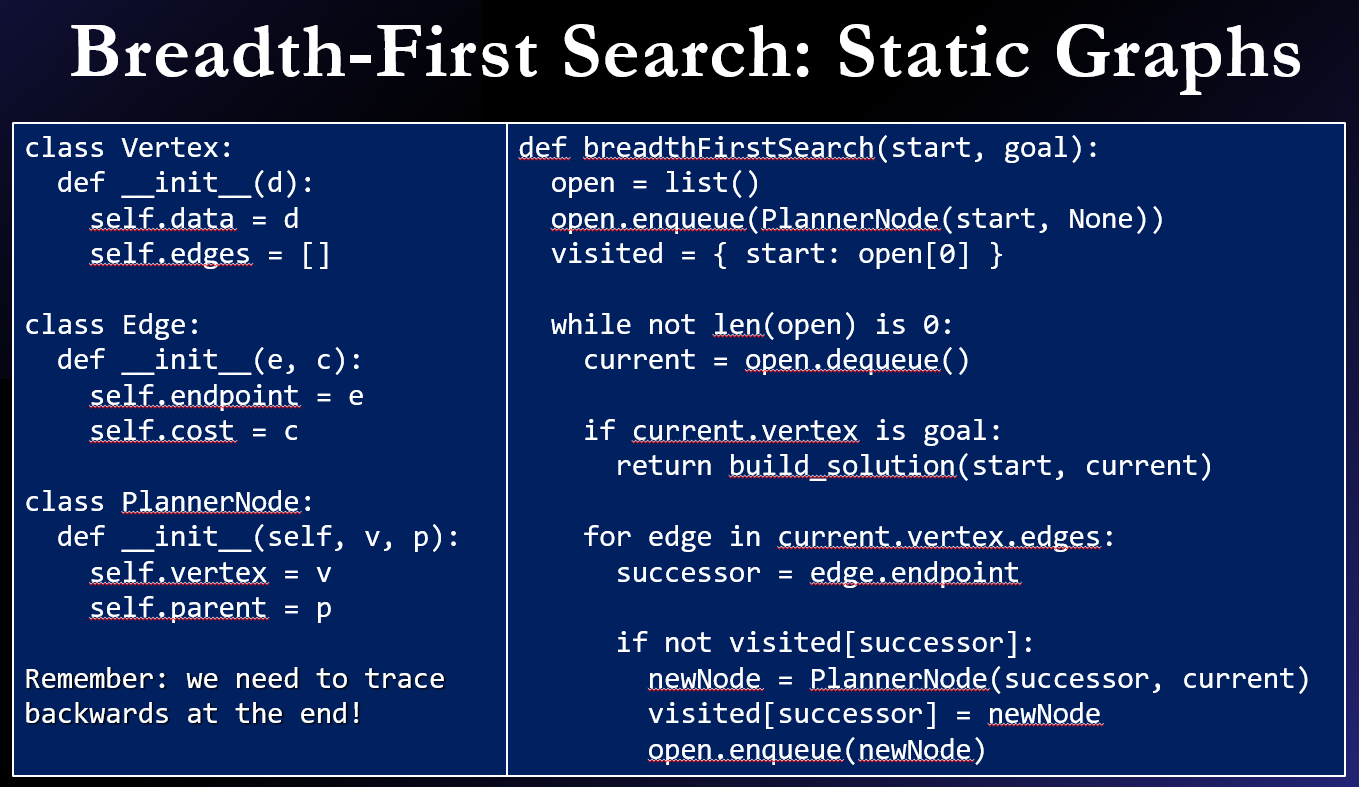 Breadth-First Search: Static Graphs
class Vertex:
  def __init__(d):
    self.data = d
    self.edges = []

class Edge:
  def __init__(e, c):
    self.endpoint = e
    self.cost = c

class PlannerNode:
  def __init__(self, v, p):
    self.vertex = v
    self.parent = p

Remember: we need to trace
backwards at the end!
def breadthFirstSearch(start, goal):
  open = list()
  open.enqueue(PlannerNode(start, None))
  visited = { start: open[0] }

  while not len(open) is 0:
    current = open.dequeue()

    if current.vertex is goal:
      return build_solution(start, current)

    for edge in current.vertex.edges:
      successor = edge.endpoint

      if not visited[successor]:
        newNode = PlannerNode(successor, current)
        visited[successor] = newNode
        open.enqueue(newNode)